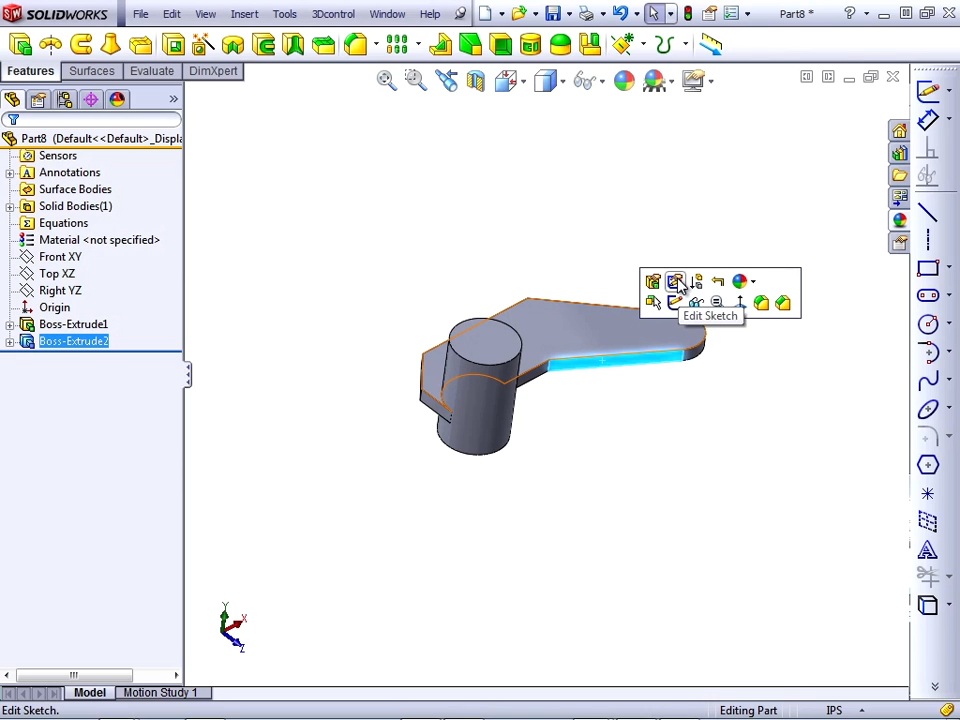 SW SOLIDWORKS File Edit View Insert Tools 3Dcontrol Window Help Part8 * ?
Features Surfaces Evaluate DimXpert
Part8 (Default<<Default>_Displa
Sensors
A Annotations
Surface Bodies
Solid Bodies(1)
Σ Equations
Material <not specified>
Front XY
Top XZ
Right YZ
Origin
Boss-Extrude1
Boss-Extrude2
Edit Sketch
Y
X
Z
Model Motion Study 1
Edit Sketch. Editing Part IPS